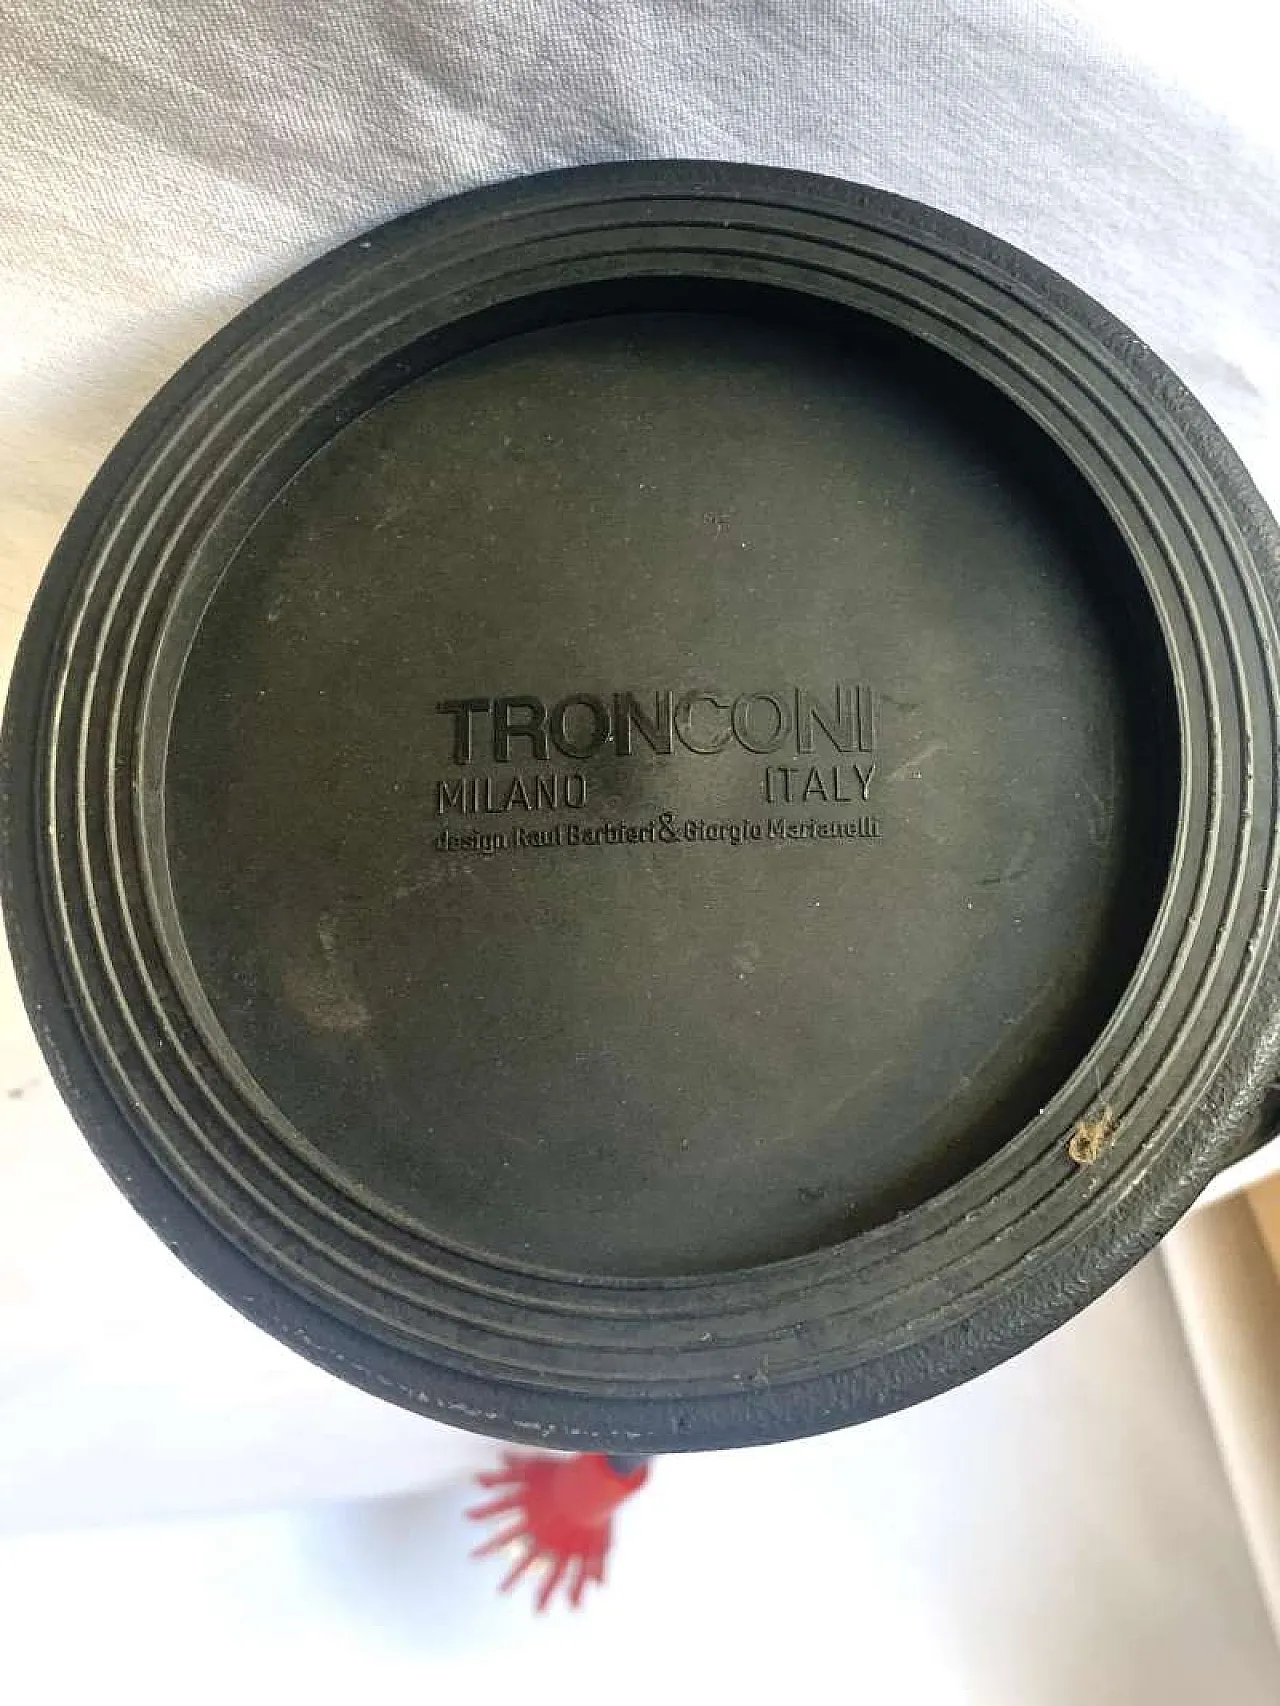 TRONCONI
MILANO ITALY
design Raul Barbieri & Giorgio Marianelli